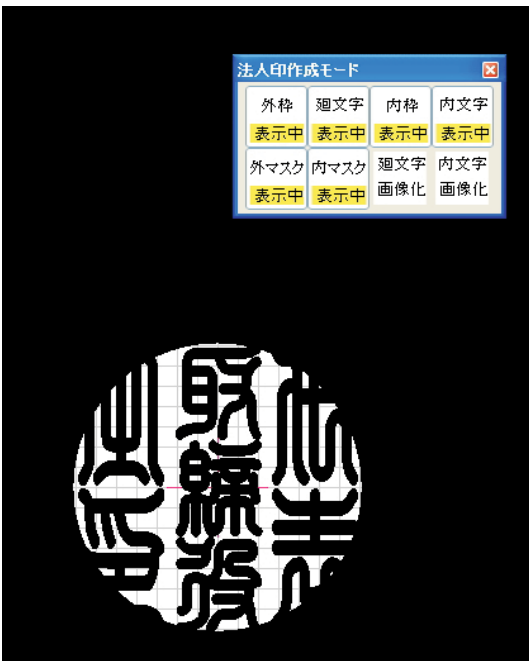 法人印作成モード
外枠 廻文字 内枠 内文字
表示中 表示中 表示中 表示中
外マスク 内マスク 廻文字 内文字
表示中 表示中 画像化 画像化
取締役